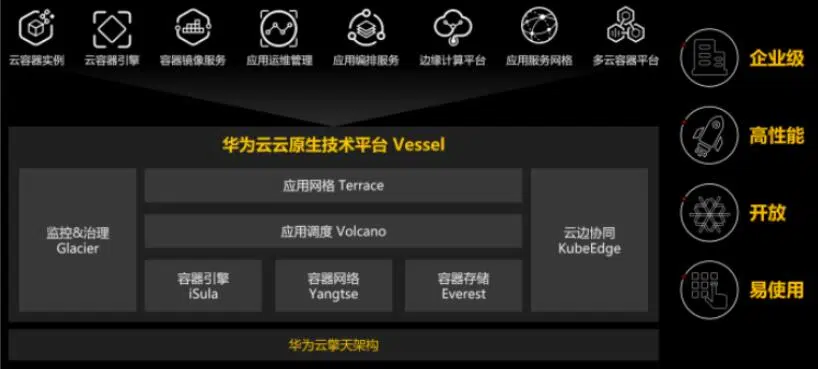 云容器实例
云容器引擎
容器镜像服务
应用运维管理
应用编排服务
边缘计算平台
应用服务网格
多云容器平台
企业级
高性能
开放
易使用
华为云云原生技术平台 Vessel
监控&治理
Glacier
应用网格 Terrace
应用调度 Volcano
容器引擎
iSula
容器网络
Yangtse
容器存储
Everest
云边协同
KubeEdge
华为云擎天架构